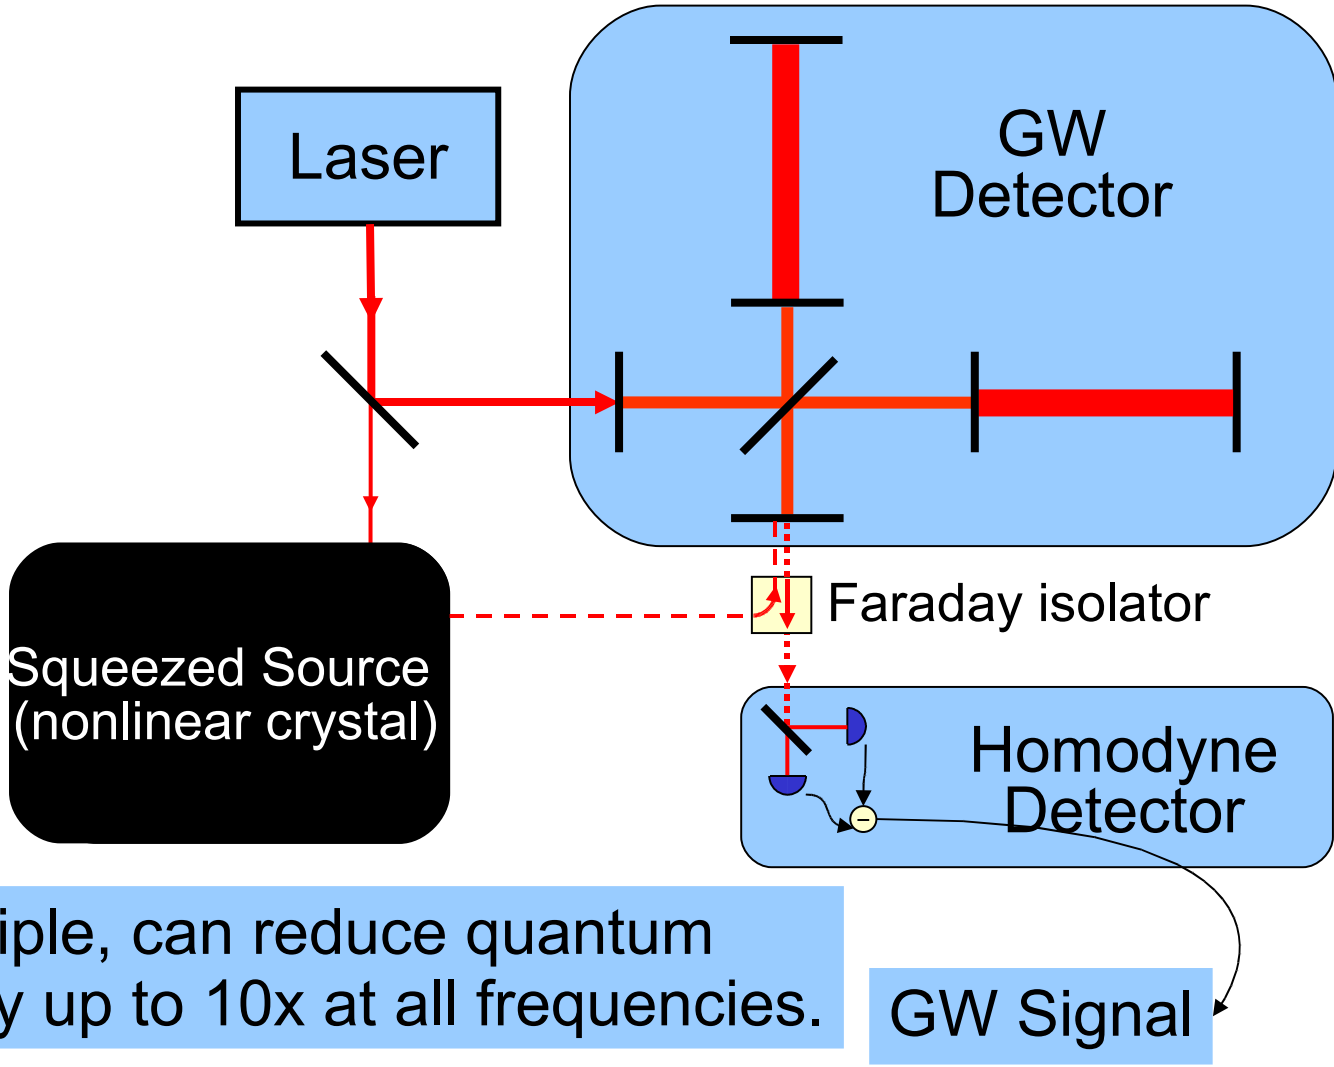 Laser
GW
Detector
Faraday isolator
Squeezed Source
(nonlinear crystal)
Homodyne
Detector
−
iple, can reduce quantum
y up to 10x at all frequencies.
GW Signal